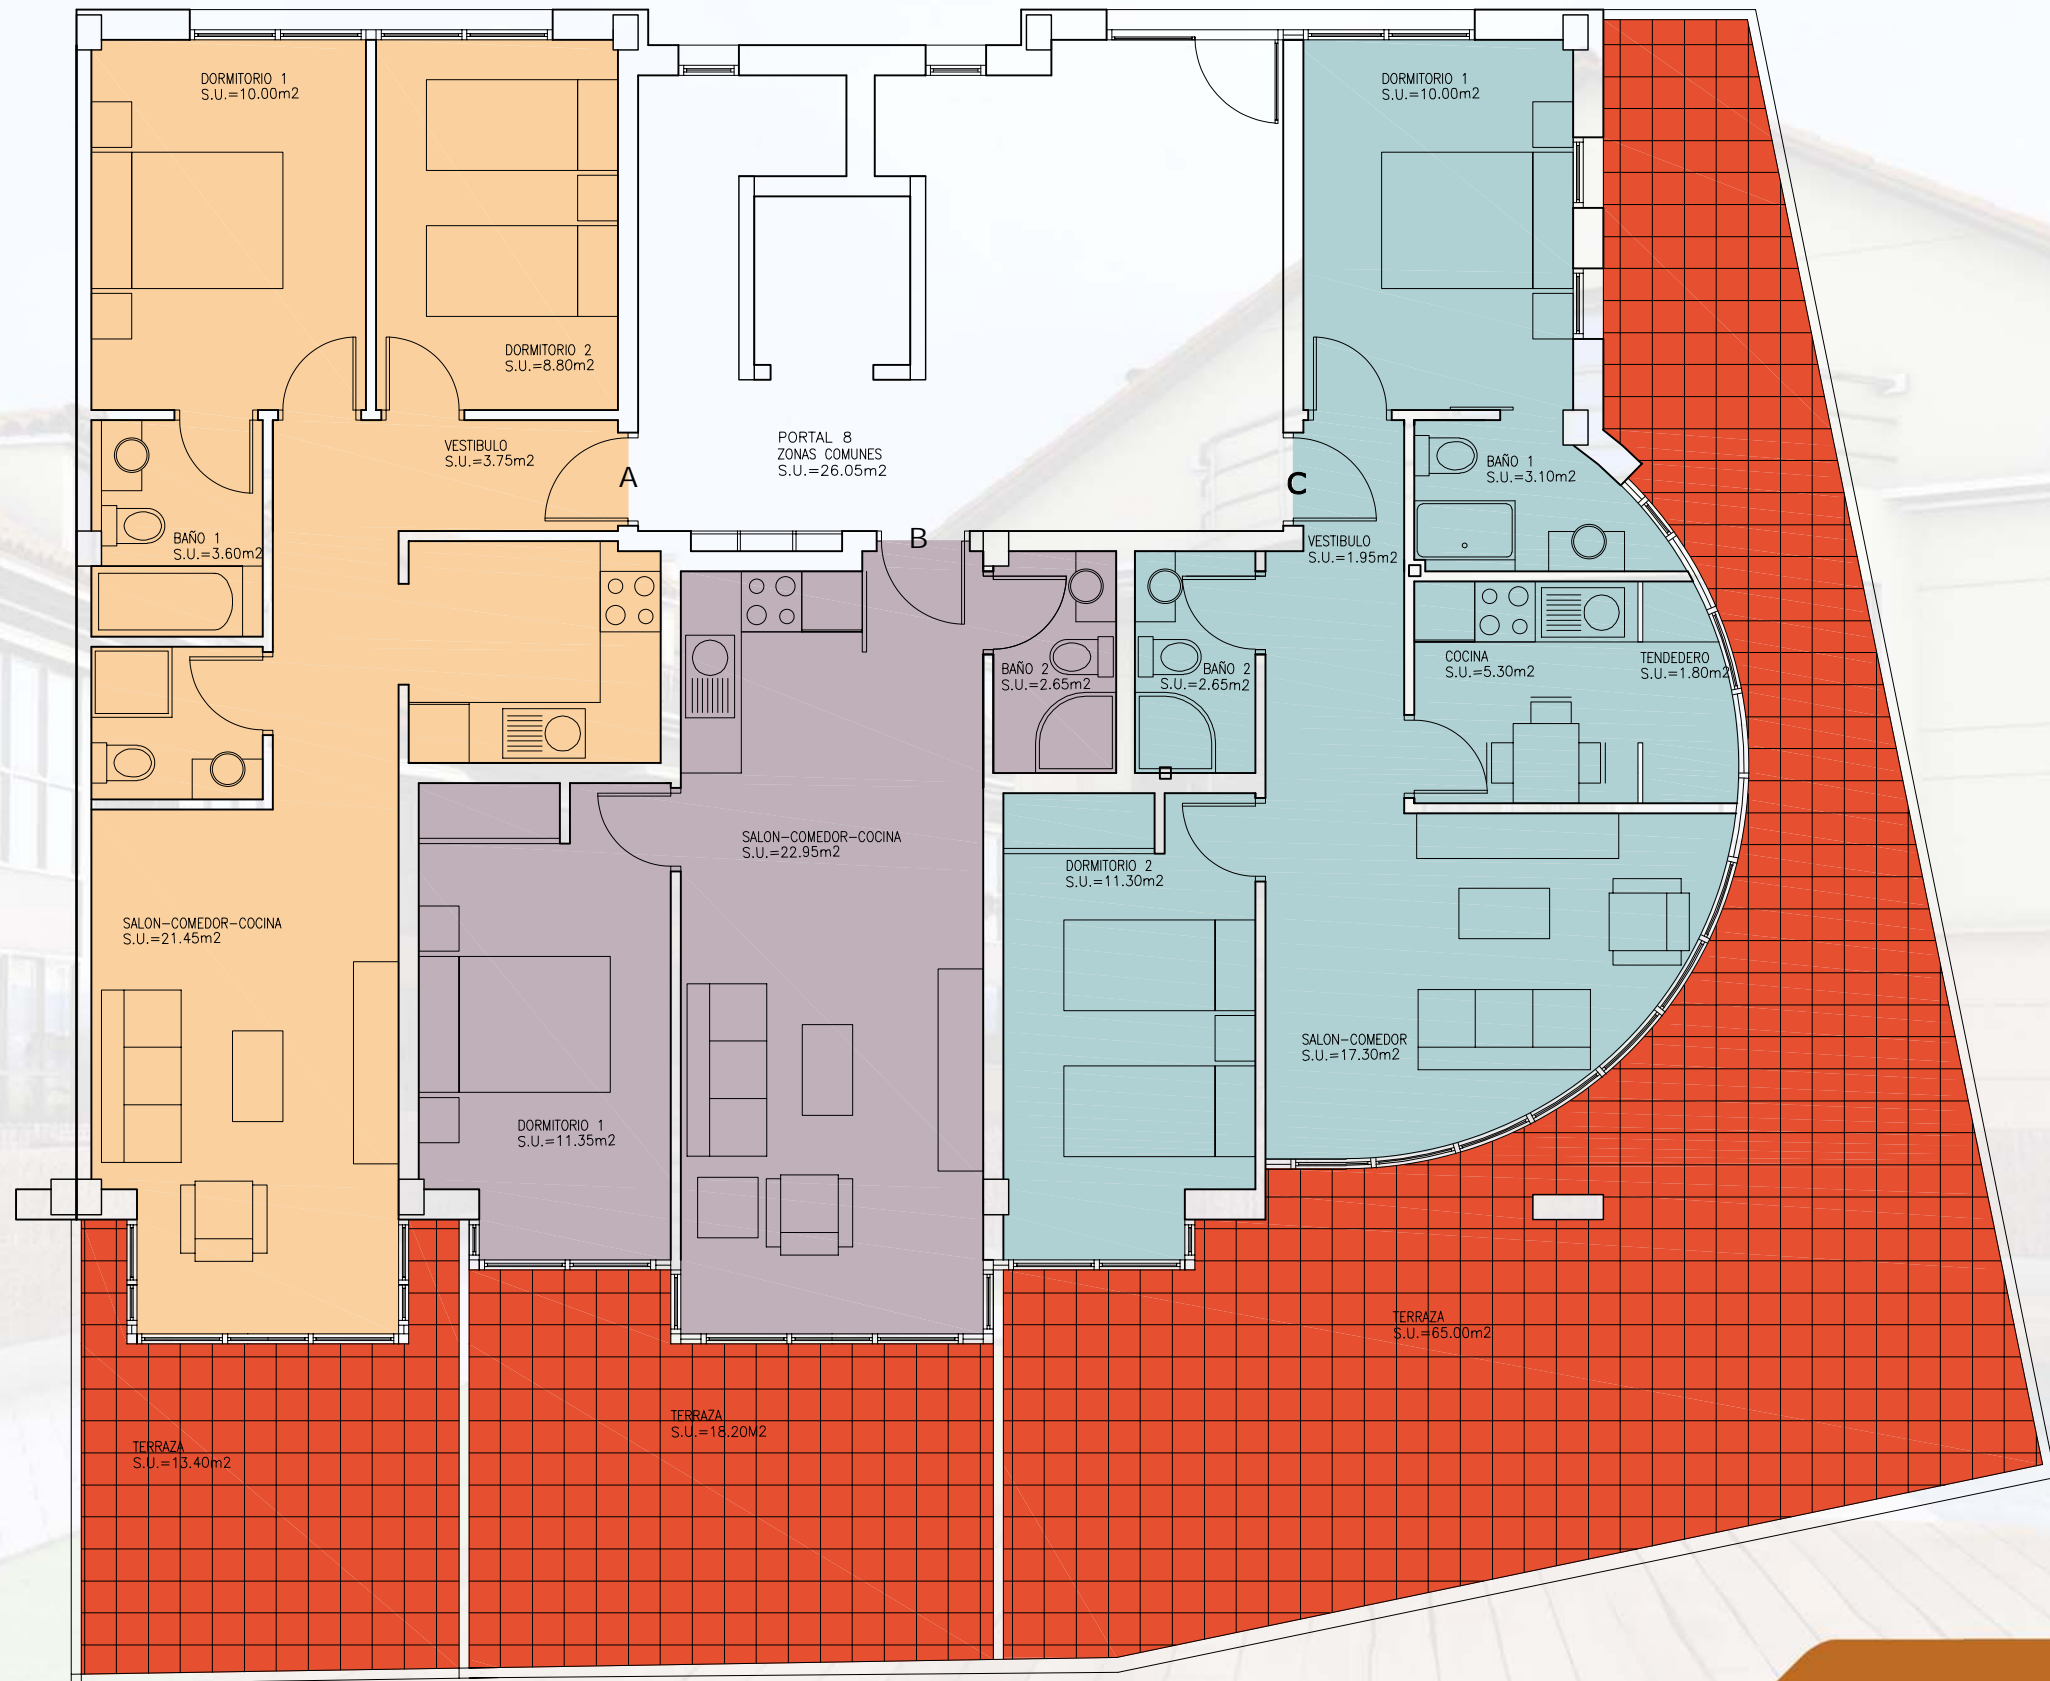 DORMITORIO 1
S.U.=10.00m2
DORMITORIO 1
S.U.=10.00m2
DORMITORIO 2
S.U.=8.80m2
VESTIBULO
S.U.=3.75m2
A
PORTAL 8
ZONAS COMUNES
S.U.=26.05m2
C
BAÑO 1
S.U.=3.10m2
BAÑO 1
S.U.=3.60m2
B
VESTIBULO
S.U.=1.95m2
BAÑO 2
S.U.=2.65m2
BAÑO 2
S.U.=2.65m2
COCINA
S.U.=5.30m2
TENDEDERO
S.U.=1.80m2
SALON-COMEDOR-COCINA
S.U.=22.95m2
DORMITORIO 2
S.U.=11.30m2
SALON-COMEDOR-COCINA
S.U.=21.45m2
SALON-COMEDOR
S.U.=17.30m2
DORMITORIO 1
S.U.=11.35m2
TERRAZA
S.U.=65.00m2
TERRAZA
S.U.=18.20M2
TERRAZA
S.U.=13.40m2